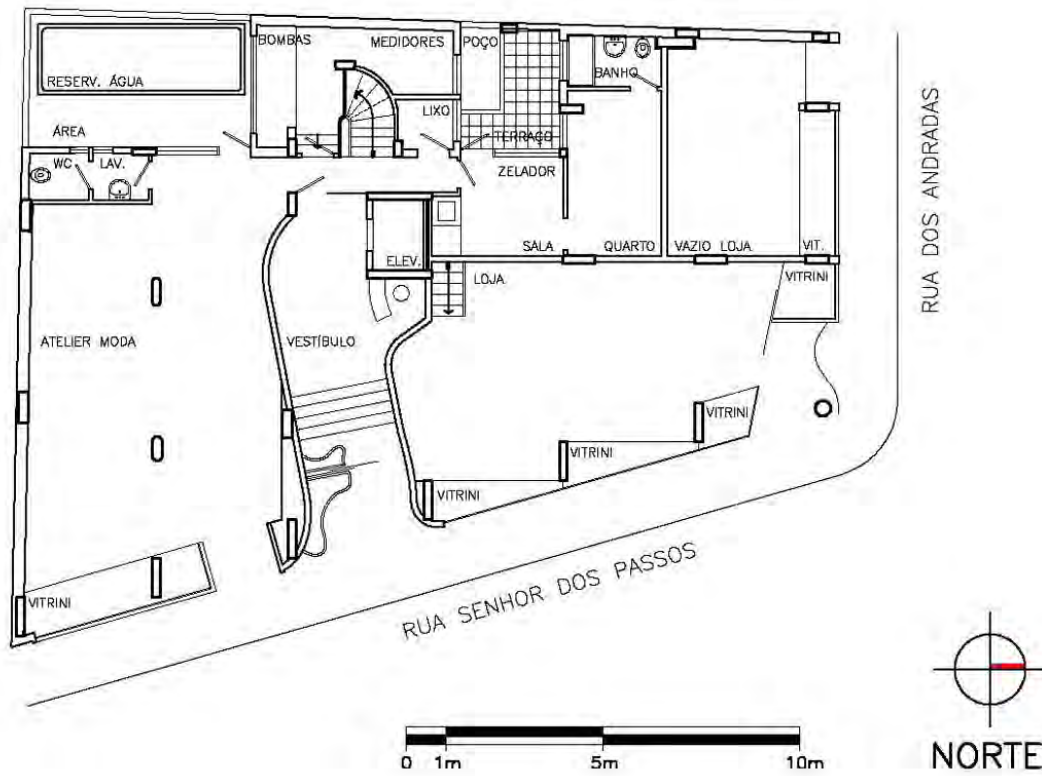 BOMBAS
MEDIDORES
POÇO
RESERV. ÁGUA
BANHO
LIXO
ÁREA
TERRAÇO
WC
LAV.
ZELADOR
ELEV.
SALA
QUARTO
VAZIO LOJA
VIT.
LOJA
VITRINI
ATELIER MODA
VESTÍBULO
VITRINI
VITRINI
VITRINI
VITRINI
RUA DOS ANDRADAS
RUA SENHOR DOS PASSOS
0 1m 5m 10m
NORTE